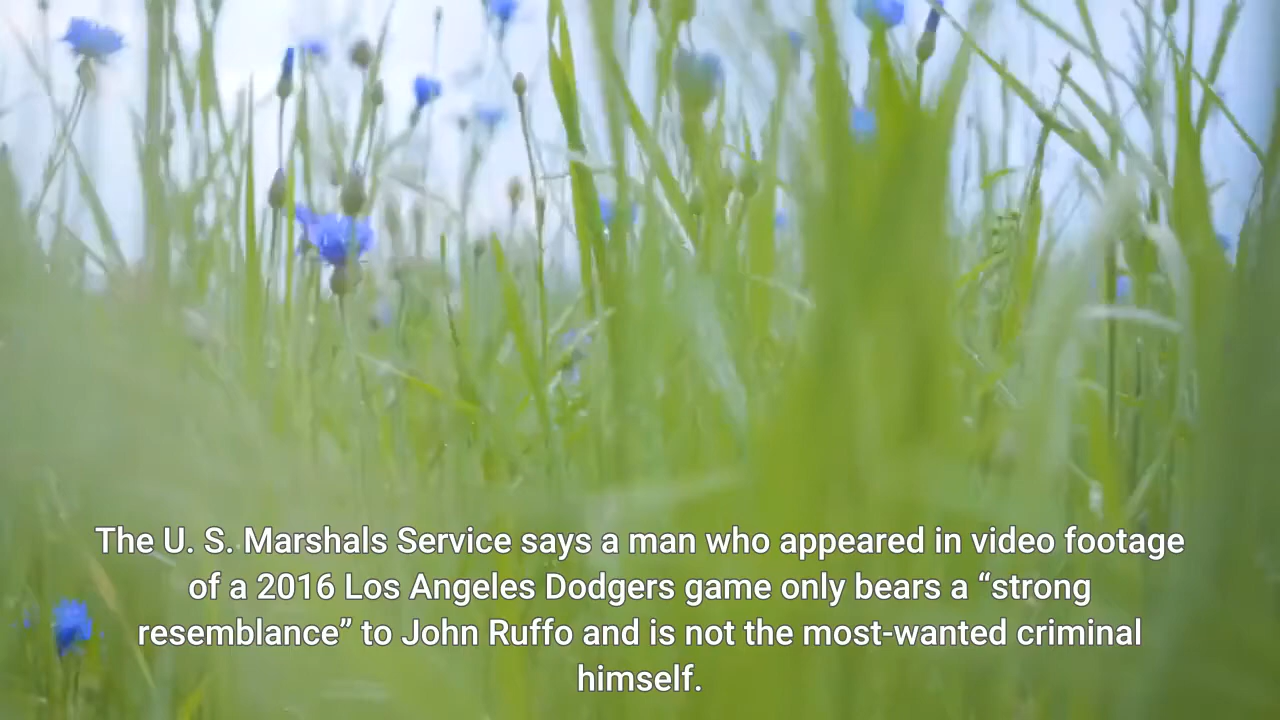 The U. S. Marshals Service says a man who appeared in video footage
of a 2016 Los Angeles Dodgers game only bears a “strong
resemblance” to John Ruffo and is not the most-wanted criminal
himself.